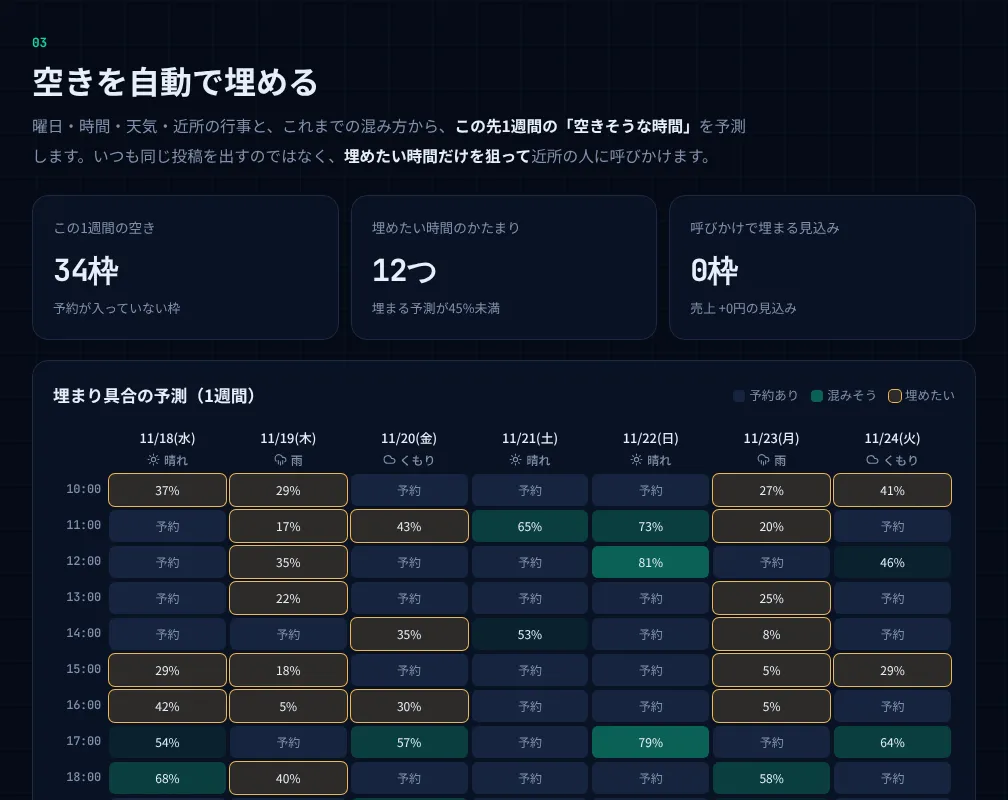 03
空きを自動で埋める
曜日・時間・天気・近所の行事と、これまでの混み方から、この先1週間の「空きそうな時間」を予測
します。いつも同じ投稿を出すのではなく、埋めたい時間だけを狙って近所の人に呼びかけます。
この1週間の空き
34枠
予約が入っていない枠
埋めたい時間のかたまり
12つ
埋まる予測が45%未満
呼びかけで埋まる見込み
0枠
売上 +0円の見込み
埋まり具合の予測（1週間）
予約あり 混みそう 埋めたい
11/18(水) 11/19(木) 11/20(金) 11/21(土) 11/22(日) 11/23(月) 11/24(火)
晴れ 雨 くもり 晴れ 晴れ 雨 くもり
10:00 37% 29% 予約 予約 予約 27% 41%
11:00 予約 17% 43% 65% 73% 20% 予約
12:00 予約 35% 予約 予約 81% 予約 46%
13:00 予約 22% 予約 予約 予約 25% 予約
14:00 予約 予約 35% 53% 予約 8% 予約
15:00 29% 18% 予約 予約 予約 5% 29%
16:00 42% 5% 30% 予約 予約 5% 予約
17:00 54% 予約 57% 予約 79% 予約 64%
18:00 68% 40% 予約 予約 予約 58% 予約